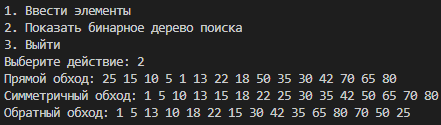 1. Ввести элементы
2. Показать бинарное дерево поиска
3. Выйти
Выберите действие: 2
Прямой обход: 25 15 10 5 1 13 22 18 50 35 30 42 70 65 80
Симметричный обход: 1 5 10 13 15 18 22 25 30 35 42 50 65 70 80
Обратный обход: 1 5 13 10 18 22 15 30 42 35 65 80 70 50 25